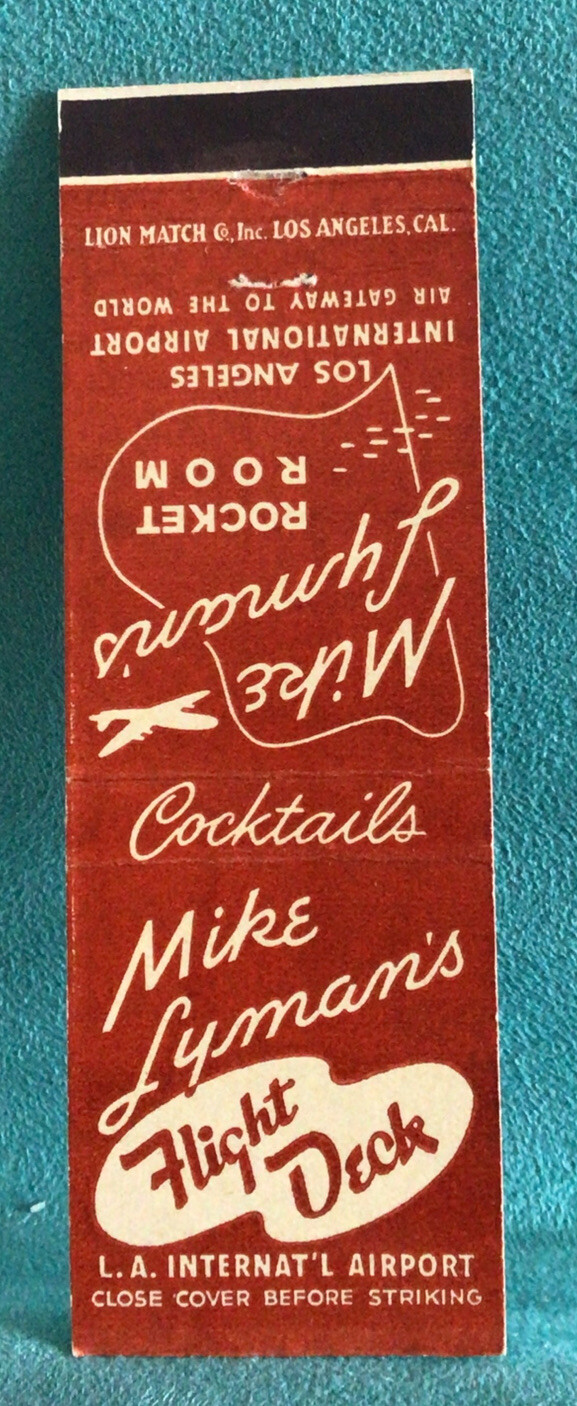 LION MATCH Co., Inc. LOS ANGELES, CAL.
Mike
Lyman's
ROCKET
ROOM
LOS ANGELES
INTERNATIONAL AIRPORT
AIR GATEWAY TO THE WORLD
Cocktails
Mike
Lyman's
Flight
Deck
L.A. INTERNAT'L AIRPORT
CLOSE COVER BEFORE STRIKING